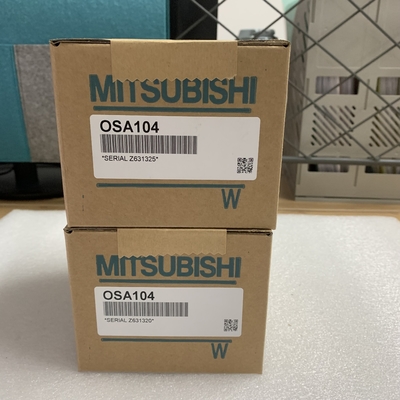 MITSUBISHI
OSA104
*SERIAL Z631325*
W
MITSUBISHI
OSA104
*SERIAL Z631320*
W